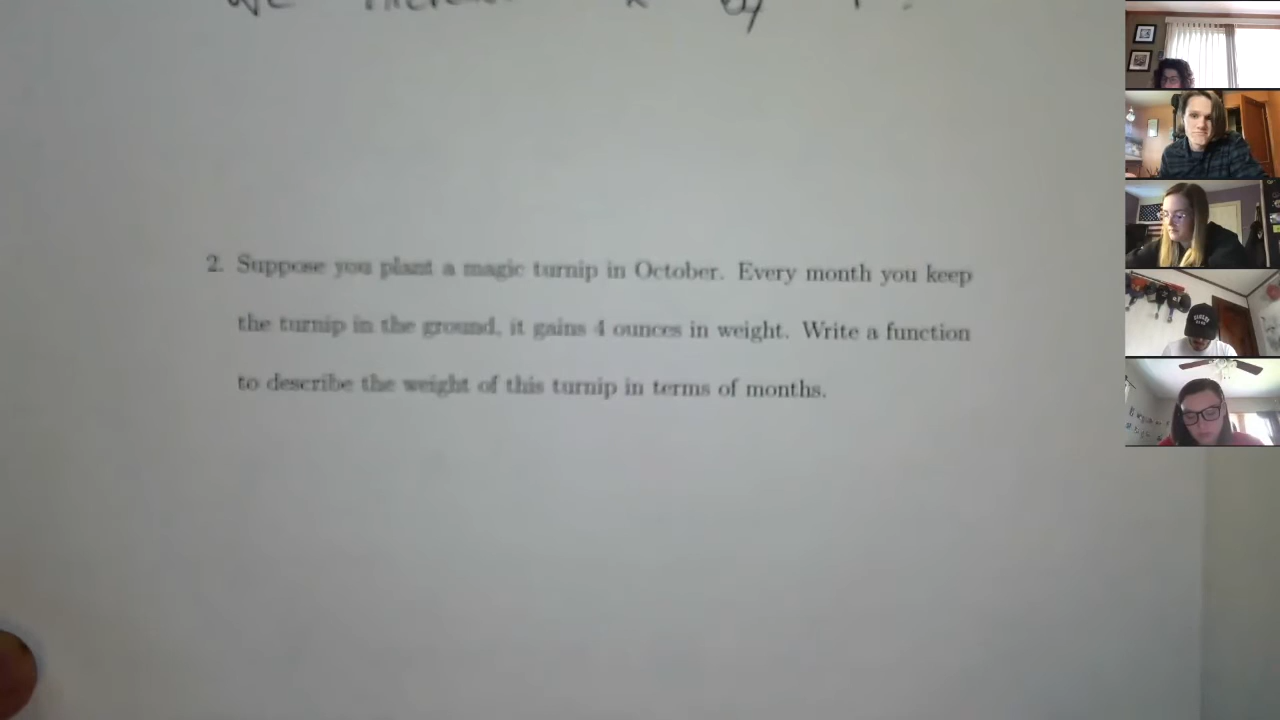 by
2. Suppose you plant a magic turnip in October. Every month you keep
the turnip in the ground, it gains 4 ounces in weight. Write a function
to describe the weight of this turnip in terms of months.